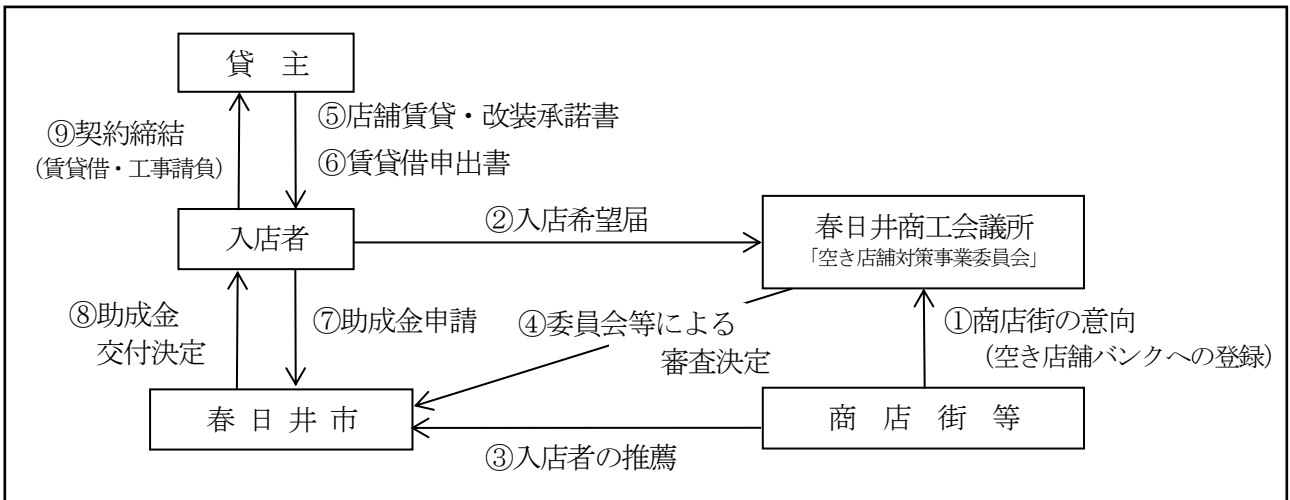 貸　主
⑤店舗賃貸・改装承諾書
⑨契約締結
（賃貸借・工事請負）
⑥賃貸借申出書
入店者
②入店希望届
春日井商工会議所
「空き店舗対策事業委員会」
⑧助成金
交付決定
⑦助成金申請
④委員会等による
審査決定
①商店街の意向
（空き店舗バンクへの登録）
春 日 井 市
商　店　街　等
③入店者の推薦